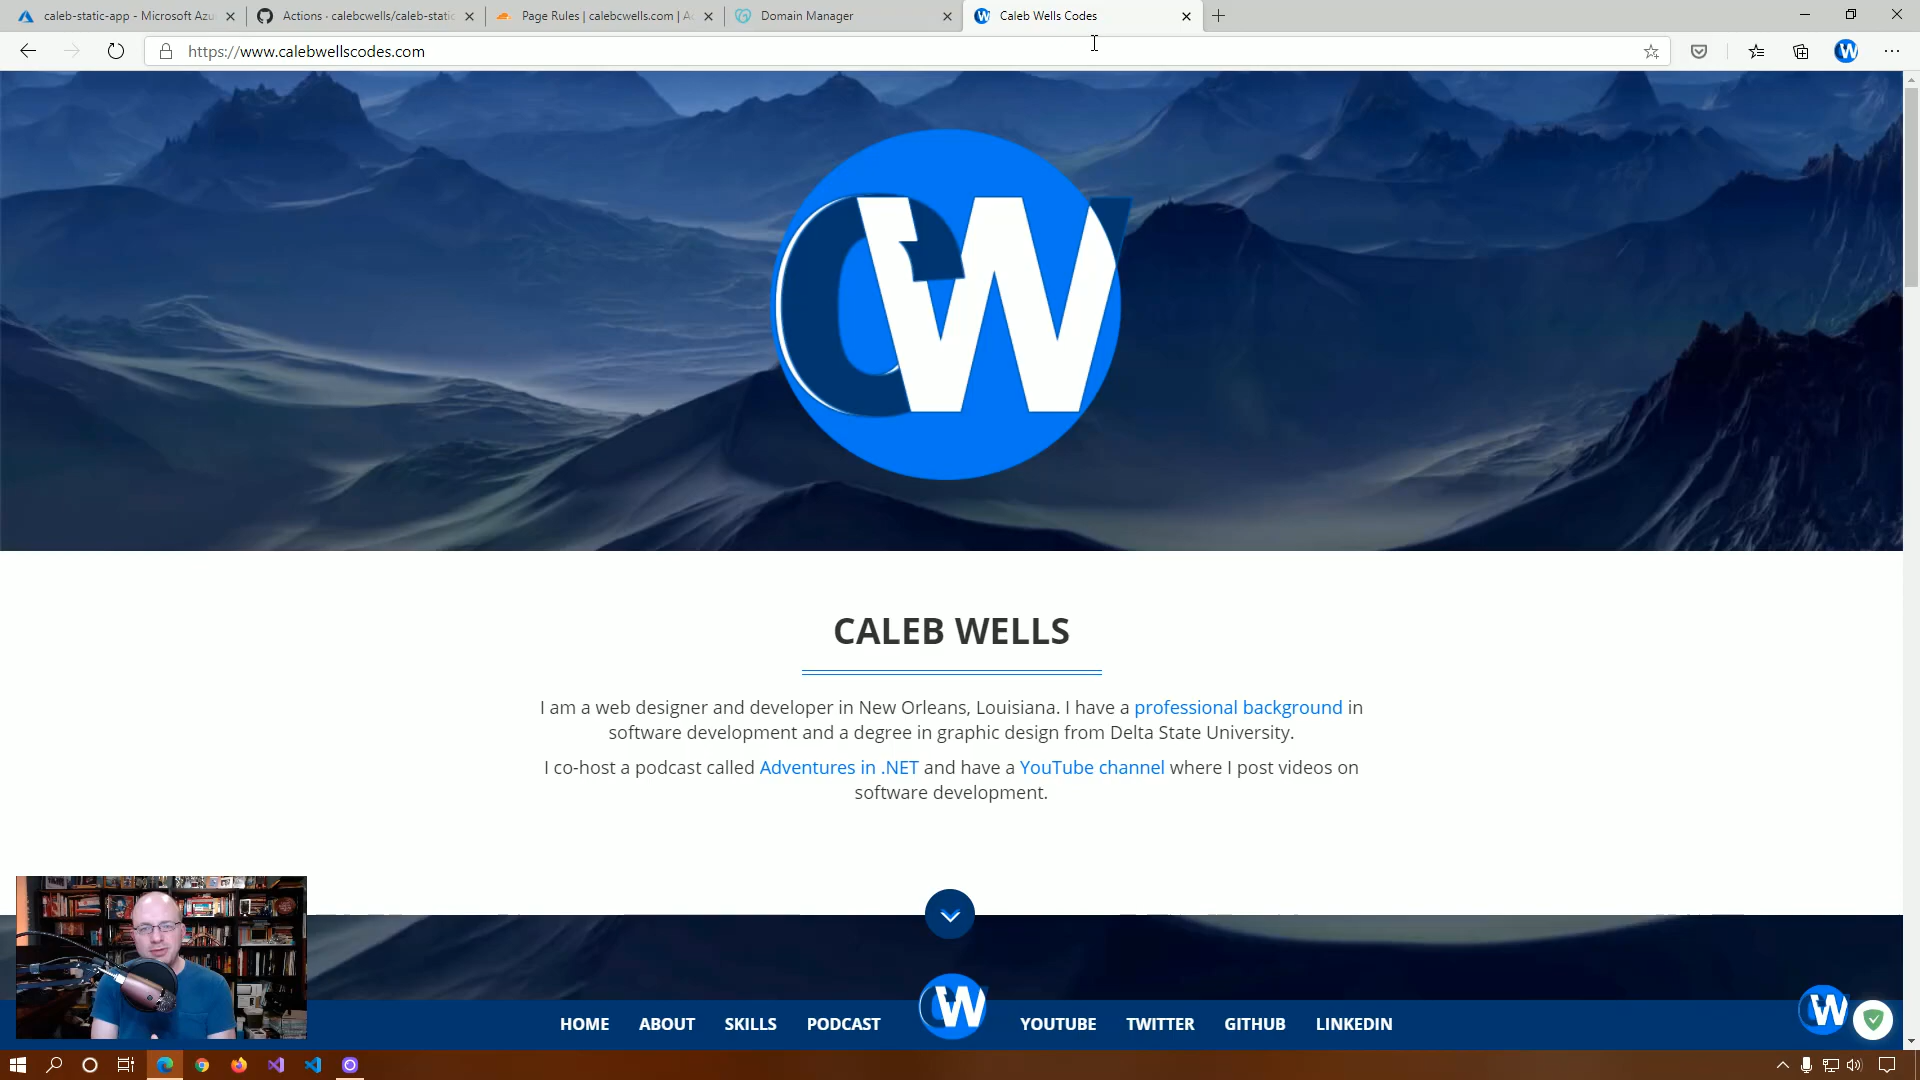 caleb-static-app - Microsoft Azu
Actions · calebcwells/caleb-static
Page Rules | calebcwells.com | Ac
Domain Manager
Caleb Wells Codes
https://www.calebwellscodes.com
W
CW
CALEB WELLS
I am a web designer and developer in New Orleans, Louisiana. I have a professional background in
software development and a degree in graphic design from Delta State University.
I co-host a podcast called Adventures in .NET and have a YouTube channel where I post videos on
software development.
HOME ABOUT SKILLS PODCAST CW YOUTUBE TWITTER GITHUB LINKEDIN
CW